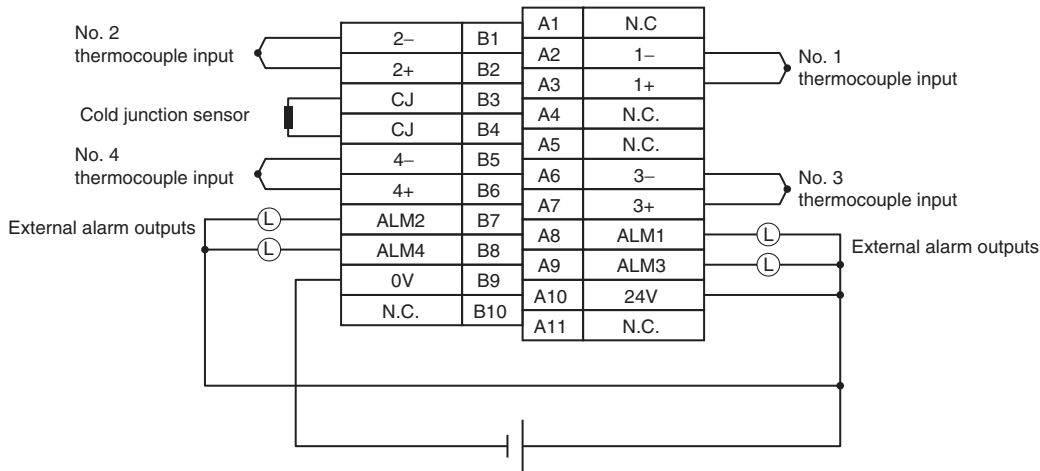 No. 2
thermocouple input
Cold junction sensor
No. 4
thermocouple input
External alarm outputs
L
L
2– B1
2+ B2
CJ B3
CJ B4
4– B5
4+ B6
ALM2 B7
ALM4 B8
0V B9
N.C. B10
A1 N.C
A2 1–
A3 1+
A4 N.C.
A5 N.C.
A6 3–
A7 3+
A8 ALM1
A9 ALM3
A10 24V
A11 N.C.
No. 1
thermocouple input
No. 3
thermocouple input
L
L
External alarm outputs